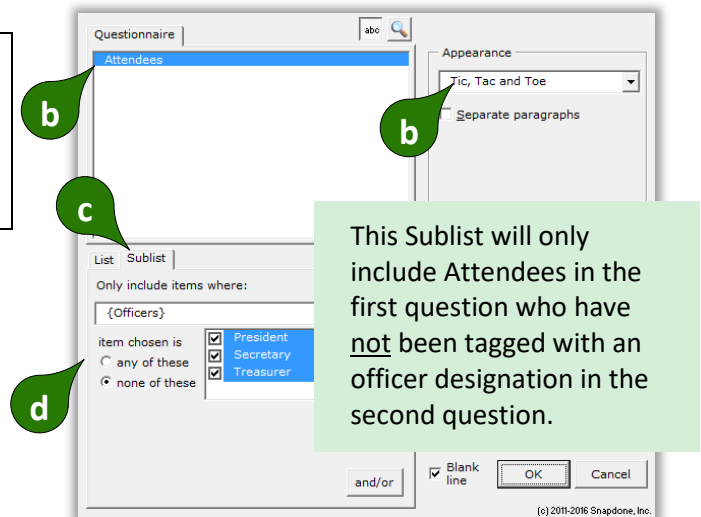 Questionnaire
abc
Attendees
b
Appearance
Tic, Tac and Toe
b
Separate paragraphs
c
List Sublist
Only include items where:
{Officers}
item chosen is
any of these
none of these
President
Secretary
Treasurer
d
This Sublist will only
include Attendees in the
first question who have
not been tagged with an
officer designation in the
second question.
and/or
Blank
line
OK
Cancel
(c) 2011-2016 Snapdone, Inc.